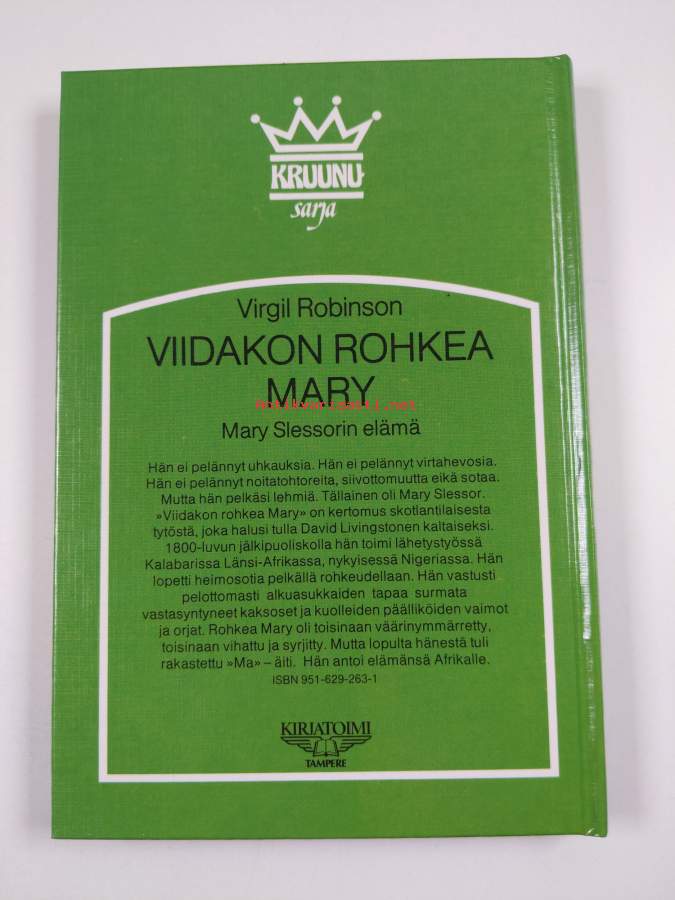 KRUUNU
sarja
Virgil Robinson
VIIDAKON ROHKEA
MARY
Antikvariaatti.net
Mary Slessorin elämä
Hän ei pelännyt uhkauksia. Hän ei pelännyt virtahevosia.
Hän ei pelännyt noitatohtoreita, siivottomuutta eikä sotaa.
Mutta hän pelkäsi lehmiä. Tällainen oli Mary Slessor.
»Viidakon rohkea Mary» on kertomus skotlantilaisesta
tytöstä, joka halusi tulla David Livingstonen kaltaiseksi.
1800-luvun jälkipuoliskolla hän toimi lähetystyössä
Kalabarissa Länsi-Afrikassa, nykyisessä Nigeriassa. Hän
lopetti heimosotia pelkällä rohkeudellaan. Hän vastusti
pelottomasti alkuasukkaiden tapaa surmata
vastasyntyneet kaksoset ja kuolleiden päälliköiden vaimot
ja orjat. Rohkea Mary oli toisinaan väärinymmärretty,
toisinaan vihattu ja syrjitty. Mutta lopulta hänestä tuli
rakastettu »Ma» – äiti. Hän antoi elämänsä Afrikalle.
ISBN 951-629-263-1
KIRJATOIMI
TAMPERE